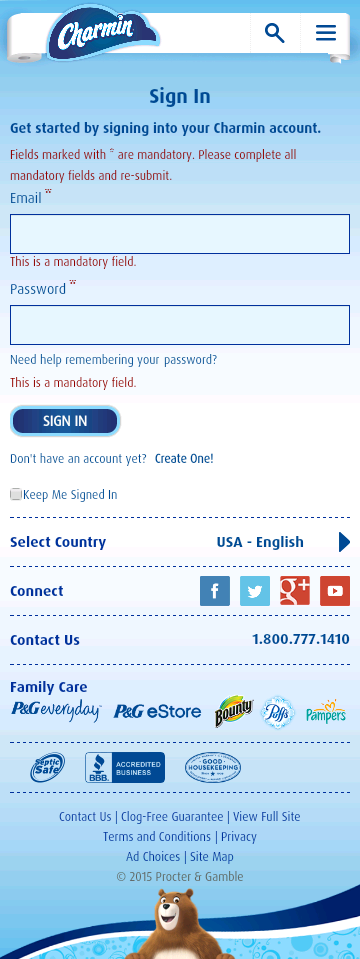 Charmin
Sign In
Get started by signing into your Charmin account.
Fields marked with * are mandatory. Please complete all
mandatory fields and re-submit.
Email *
This is a mandatory field.
Password *
Need help remembering your password?
This is a mandatory field.
SIGN IN
Don't have an account yet? Create One!
Keep Me Signed In
Select Country USA - English
Connect
Contact Us 1.800.777.1410
Family Care
P&G everyday P&G eStore Bounty Puffs Pampers
Septic Safe BBB. ACCREDITED BUSINESS GOOD HOUSEKEEPING
Contact Us | Clog-Free Guarantee | View Full Site
Terms and Conditions | Privacy
Ad Choices | Site Map
© 2015 Procter & Gamble